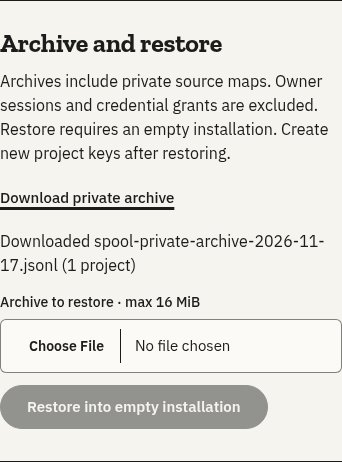 Archive and restore
Archives include private source maps. Owner
sessions and credential grants are excluded.
Restore requires an empty installation. Create
new project keys after restoring.
Download private archive
Downloaded spool-private-archive-2026-11-
17.jsonl (1 project)
Archive to restore · max 16 MiB
Choose File No file chosen
Restore into empty installation